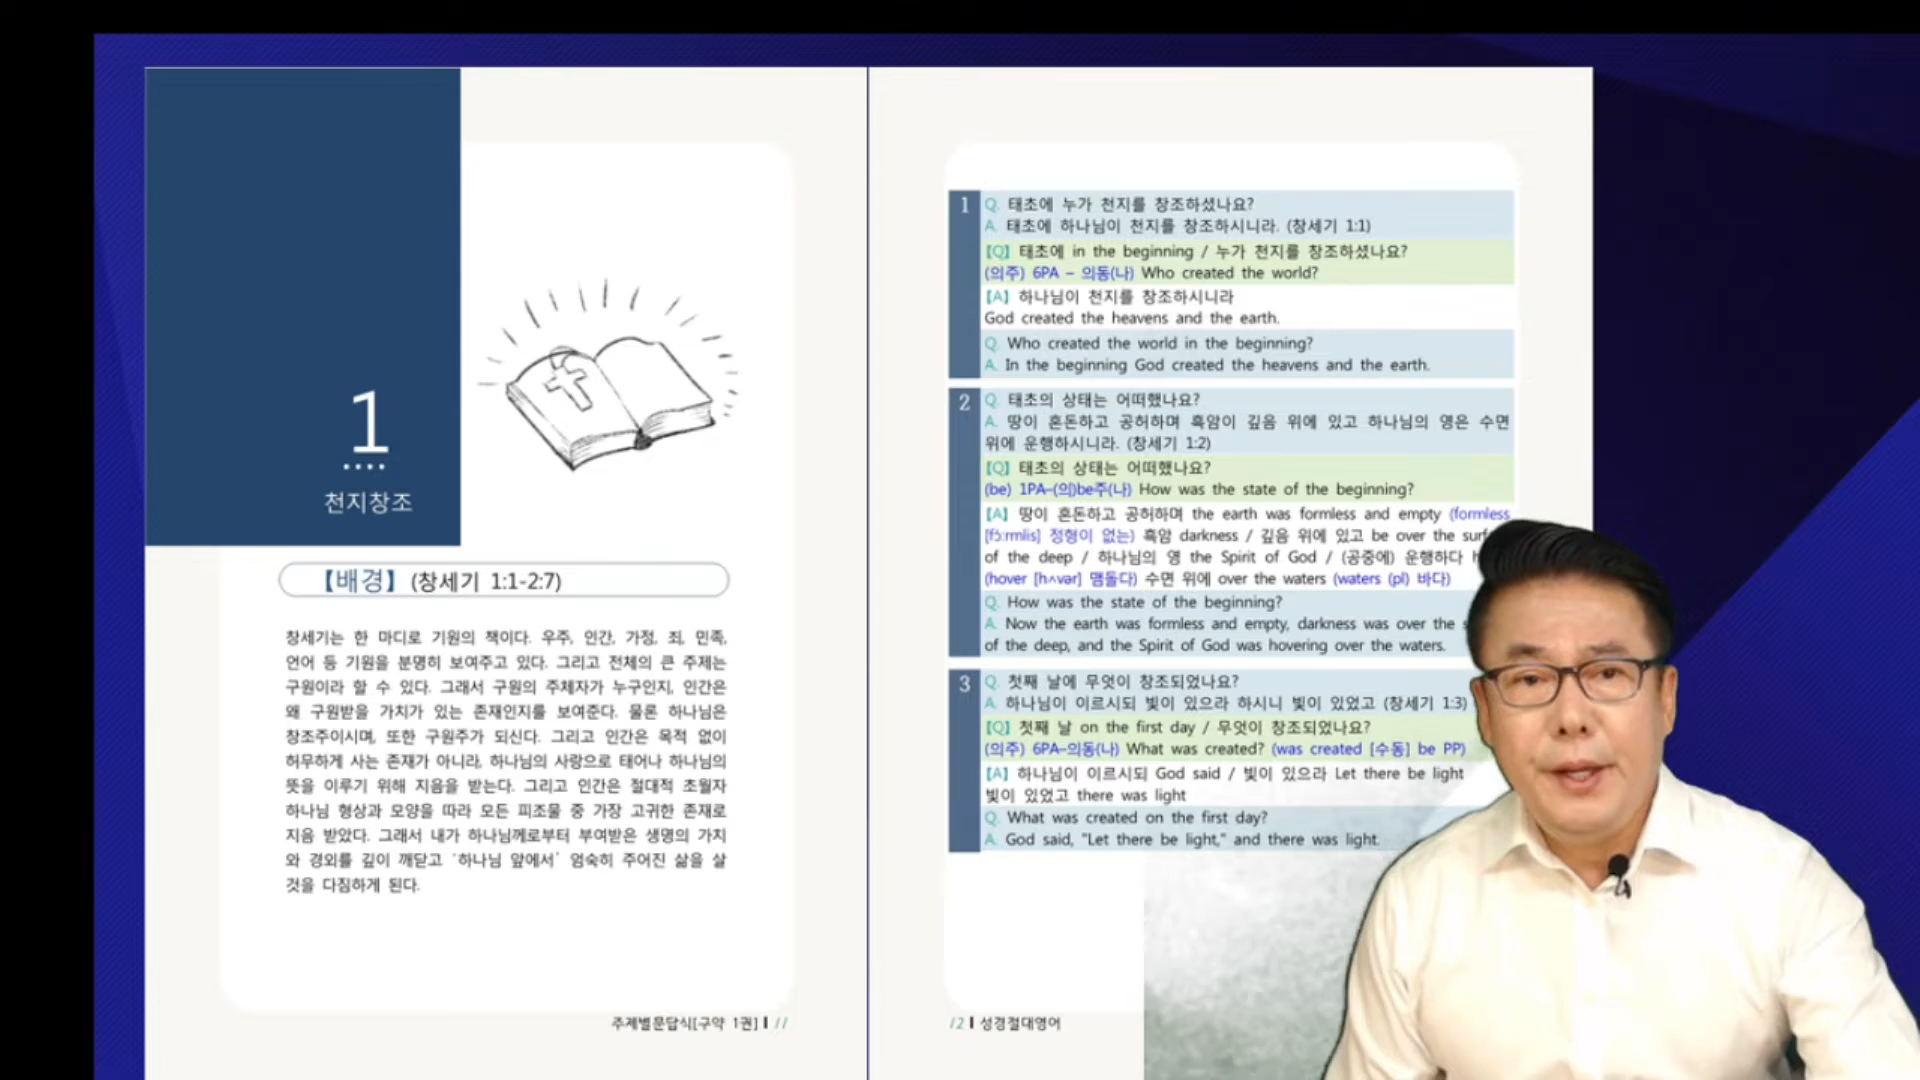 1
천지창조
【배경】 (창세기 1:1-2:7)
창세기는 한 마디로 기원의 책이다. 우주, 인간, 가정, 죄, 민족,
언어 등 기원을 분명히 보여주고 있다. 그리고 전체의 큰 주제는
구원이라 할 수 있다. 그래서 구원의 주체자가 누구인지, 인간은
왜 구원받을 가치가 있는 존재인지를 보여준다. 물론 하나님은
창조주이시며, 또한 구원주가 되신다. 그리고 인간은 목적 없이
허무하게 사는 존재가 아니라, 하나님의 사랑으로 태어나 하나님의
뜻을 이루기 위해 지음을 받는다. 그리고 인간은 절대적 초월자
하나님 형상과 모양을 따라 모든 피조물 중 가장 고귀한 존재로
지음 받았다. 그래서 내가 하나님께로부터 부여받은 생명의 가치
와 경외를 깊이 깨닫고 '하나님 앞에서' 엄숙히 주어진 삶을 살
것을 다짐하게 된다.
주제별문답식[구약 1권] I 11
1
Q. 태초에 누가 천지를 창조하셨나요?
A. 태초에 하나님이 천지를 창조하시니라. (창세기 1:1)
【Q】 태초에 in the beginning / 누가 천지를 창조하셨나요?
(의주) 6PA - 의동(나) Who created the world?
【A】 하나님이 천지를 창조하시니라
God created the heavens and the earth.
Q. Who created the world in the beginning?
A. In the beginning God created the heavens and the earth.
2
Q. 태초의 상태는 어떠했나요?
A. 땅이 혼돈하고 공허하며 흑암이 깊음 위에 있고 하나님의 영은 수면
위에 운행하시니라. (창세기 1:2)
【Q】 태초의 상태는 어떠했나요?
(be) 1PA-(의)be주(나) How was the state of the beginning?
【A】 땅이 혼돈하고 공허하며 the earth was formless and empty (formless
[fɔ:rmlis] 정형이 없는) 흑암 darkness / 깊음 위에 있고 be over the
of the deep / 하나님의 영 the Spirit of God / (공중에) 운행하다
(hover [hʌvər] 맴돌다) 수면 위에 over the waters (waters (pl) 바다)
Q. How was the state of the beginning?
A. Now the earth was formless and empty, darkness was over the
of the deep, and the Spirit of God was hovering over the waters.
3
Q. 첫째 날에 무엇이 창조되었나요?
A. 하나님이 이르시되 빛이 있으라 하시니 빛이 있었고 (창세기 1:3)
【Q】 첫째 날 on the first day / 무엇이 창조되었나요?
(의주) 6PA-의동(나) What was created? (was created [수동] be PP)
【A】 하나님이 이르시되 God said / 빛이 있으라 Let there be light
빛이 있었고 there was light
Q. What was created on the first day?
A. God said, "Let there be light," and there was light.
12 I 성경절대영어